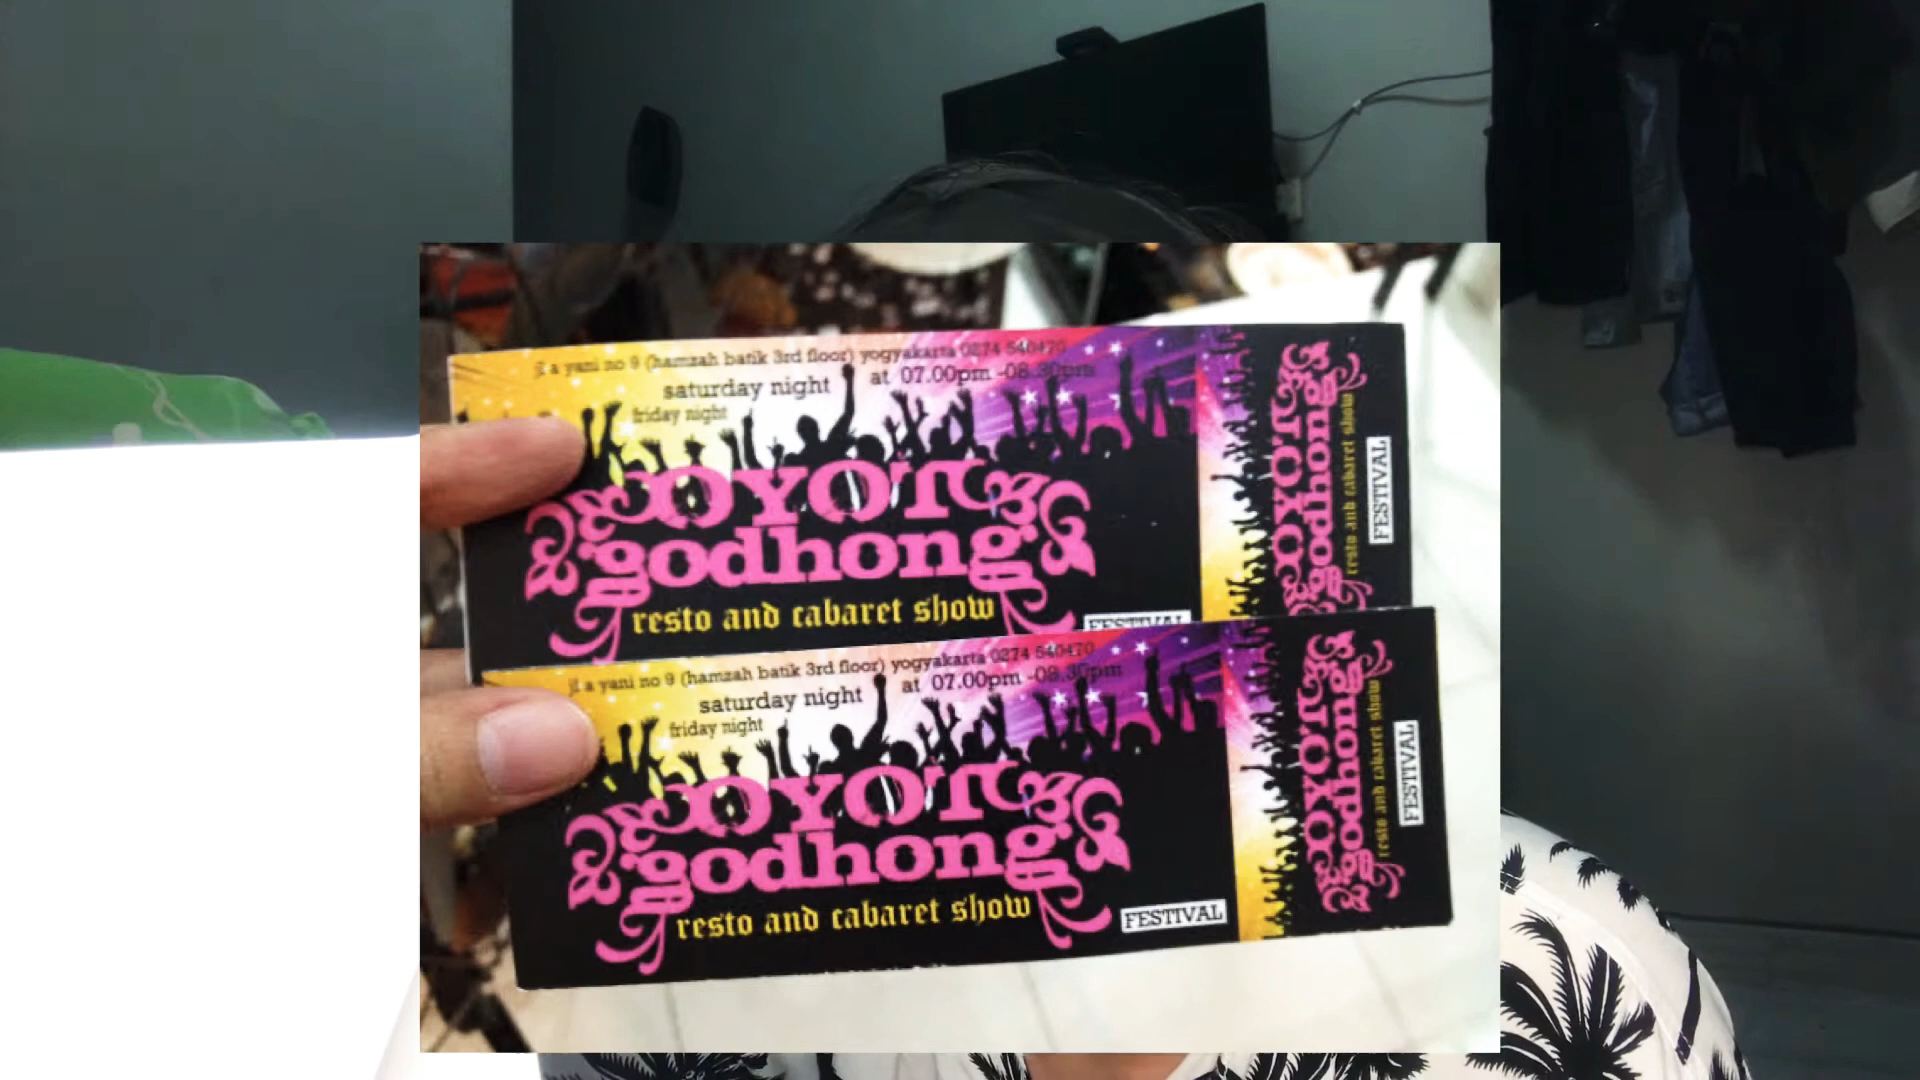 jl a yani no 9 (hamzah batik 3rd floor) yogyakarta 0274 540470
saturday night at 07.00pm -08.30pm
friday night
OYOT
godhong
resto and cabaret show
FESTIVAL
OYOT
godhong
resto and cabaret show
FESTIVAL
jl a yani no 9 (hamzah batik 3rd floor) yogyakarta 0274 540470
saturday night at 07.00pm -08.30pm
friday night
OYOT
godhong
resto and cabaret show
FESTIVAL
OYOT
godhong
resto and cabaret show
FESTIVAL